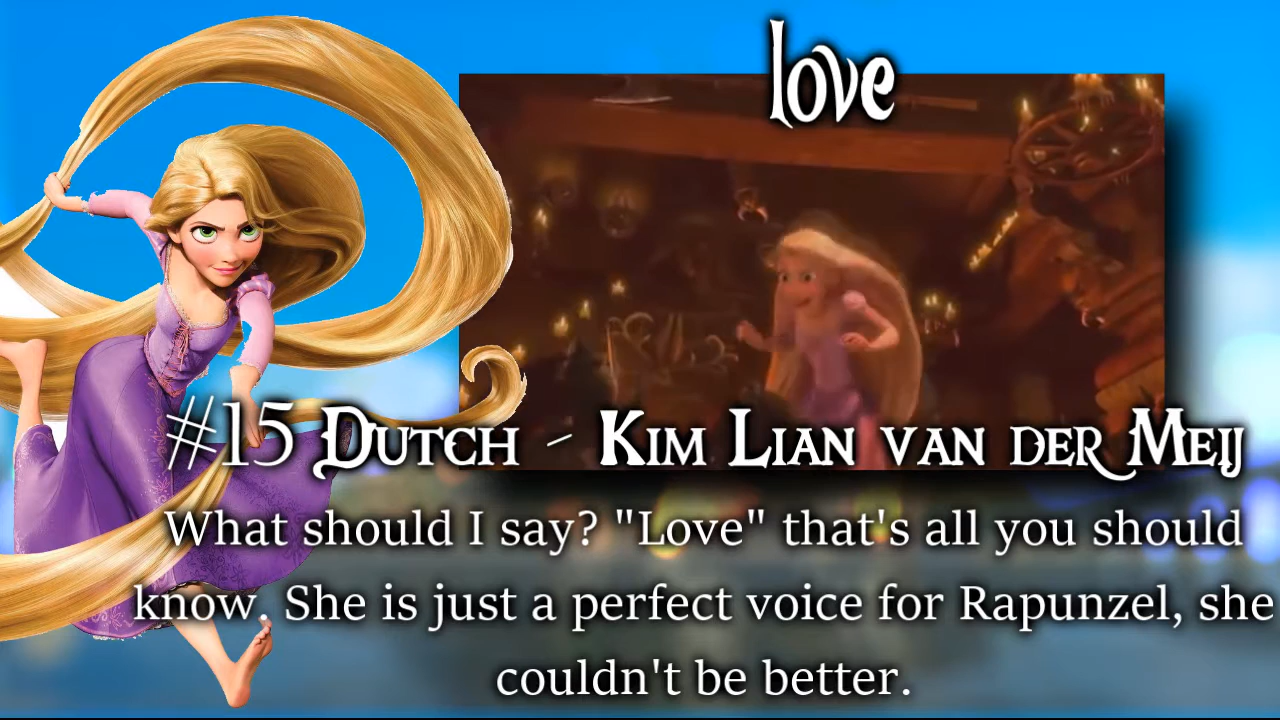 love
#15 Dutch - Kim Lian van der Meij
What should I say? "Love" that's all you should
know. She is just a perfect voice for Rapunzel, she
couldn't be better.